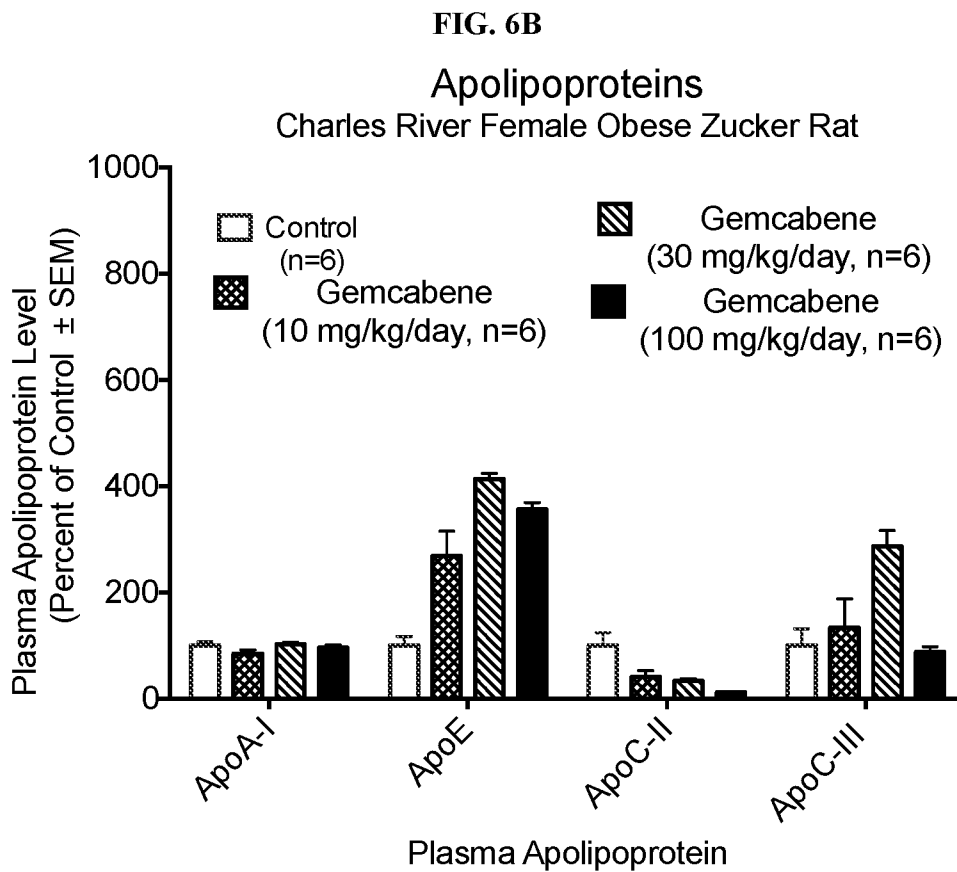 FIG. 6B
Apolipoproteins
Charles River Female Obese Zucker Rat
Plasma Apolipoprotein Level
(Percent of Control ± SEM)
1000
800
600
400
200
0
Control
(n=6)
Gemcabene
(10 mg/kg/day, n=6)
Gemcabene
(30 mg/kg/day, n=6)
Gemcabene
(100 mg/kg/day, n=6)
ApoA-I
ApoE
ApoC-II
ApoC-III
Plasma Apolipoprotein